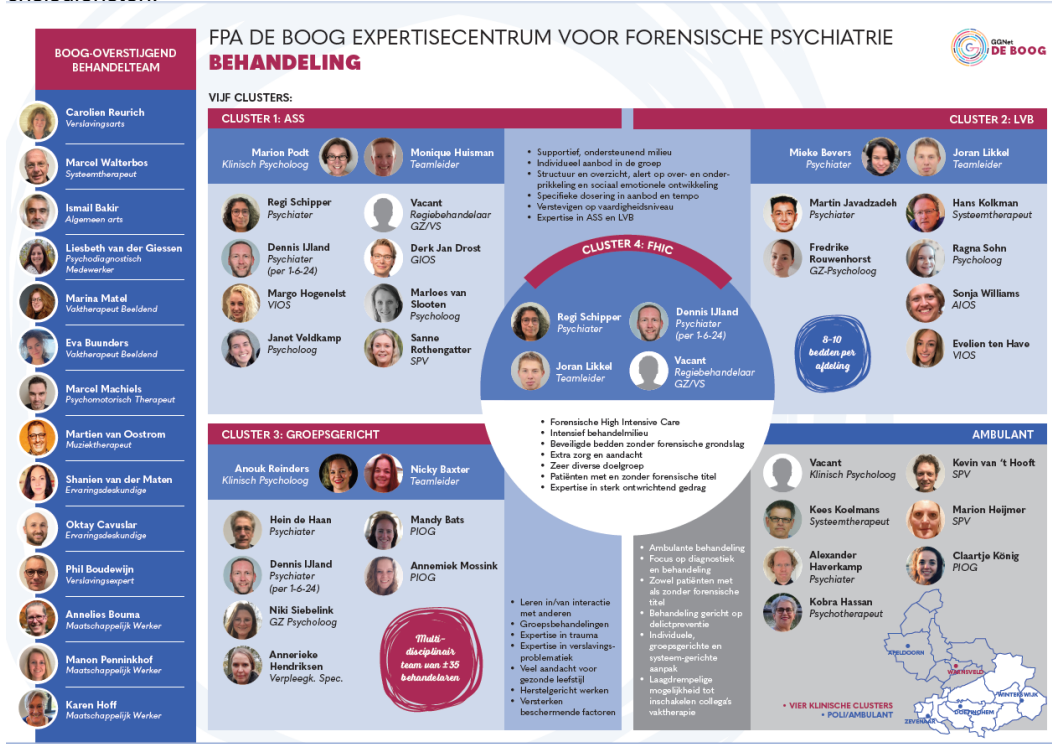 BOOG-OVERSTIJGEND
BEHANDELTEAM
Carolien Reurich
Verslavingsarts
Marcel Walterbos
Systeemtherapeut
Ismail Bakir
Algemeen arts
Liesbeth van der Giessen
Psychodiagnostisch
Medewerker
Marina Matel
Vaktherapeut Beeldend
Eva Buunders
Vaktherapeut Beeldend
Marcel Machiels
Psychomotorisch Therapeut
Martien van Oostrom
Muziektherapeut
Shanien van der Maten
Ervaringsdeskundige
Oktay Cavuslar
Ervaringsdeskundige
Phil Boudewijn
Verslavingsexpert
Annelies Bouma
Maatschappelijk Werker
Manon Penninkhof
Maatschappelijk Werker
Karen Hoff
Maatschappelijk Werker
FPA DE BOOG EXPERTISECENTRUM VOOR FORENSISCHE PSYCHIATRIE
BEHANDELING
GGNet
DE BOOG
VIJF CLUSTERS:
CLUSTER 1: ASS
Marion Podt
Klinisch Psycholoog
Monique Huisman
Teamleider
Regi Schipper
Psychiater
Vacant
Regiebehandelaar
GZ/VS
Dennis IJland
Psychiater
(per 1-6-24)
Derk Jan Drost
GIOS
Margo Hogenelst
VIOS
Marloes van
Slooten
Psycholoog
Janet Veldkamp
Psycholoog
Sanne
Rothengatter
SPV
• Supportief, ondersteunend milieu
• Individueel aanbod in de groep
• Structuur en overzicht, alert op over- en onder-
prikkeling en sociaal emotionele ontwikkeling
• Specifieke dosering in aanbod en tempo
• Verstevigen op vaardigheidsniveau
• Expertise in ASS en LVB
CLUSTER 2: LVB
Mieke Bevers
Psychiater
Joran Likkel
Teamleider
Martin Javadzadeh
Psychiater
Hans Kolkman
Systeemtherapeut
Fredrike
Rouwenhorst
GZ-Psycholoog
Ragna Sohn
Psycholoog
Sonja Williams
AIOS
Evelien ten Have
VIOS
8-10
bedden per
afdeling
CLUSTER 4: FHIC
Regi Schipper
Psychiater
Dennis IJland
Psychiater
(per 1-6-24)
Joran Likkel
Teamleider
Vacant
Regiebehandelaar
GZ/VS
• Forensische High Intensive Care
• Intensief behandelmilieu
• Beveiligde bedden zonder forensische grondslag
• Extra zorg en aandacht
• Zeer diverse doelgroep
• Patiënten met en zonder forensische titel
• Expertise in sterk ontwrichtend gedrag
CLUSTER 3: GROEPSGERICHT
Anouk Reinders
Klinisch Psycholoog
Nicky Baxter
Teamleider
Hein de Haan
Psychiater
Mandy Bats
PIOG
Dennis IJland
Psychiater
(per 1-6-24)
Annemiek Mossink
PIOG
Niki Siebelink
GZ Psycholoog
Annerieke
Hendriksen
Verpleegk. Spec.
Multi-
disciplinair
team van ±35
behandelaren
• Leren in/van interactie
met anderen
• Groepsbehandelingen
• Expertise in trauma
• Expertise in verslavings-
problematiek
• Veel aandacht voor
gezonde leefstijl
• Herstelgericht werken
• Versterken
beschermende factoren
AMBULANT
• Ambulante behandeling
• Focus op diagnostiek
en behandeling
• Zowel patiënten met
als zonder forensische
titel
• Behandeling gericht op
delictpreventie
• Individuele,
groepsgerichte en
systeem-gerichte
aanpak
• Laagdrempelige
mogelijkheid tot
inschakelen collega's
vaktherapie
Vacant
Klinisch Psycholoog
Kevin van 't Hooft
SPV
Kees Koelmans
Systeemtherapeut
Marion Heijmer
SPV
Alexander
Haverkamp
Psychiater
Claartje König
PIOG
Kobra Hassan
Psychotherapeut
APELDOORN
WARNSVELD
WINTERSWIJK
DOETINCHEM
ZEVENAAR
• VIER KLINISCHE CLUSTERS
• POLI/AMBULANT